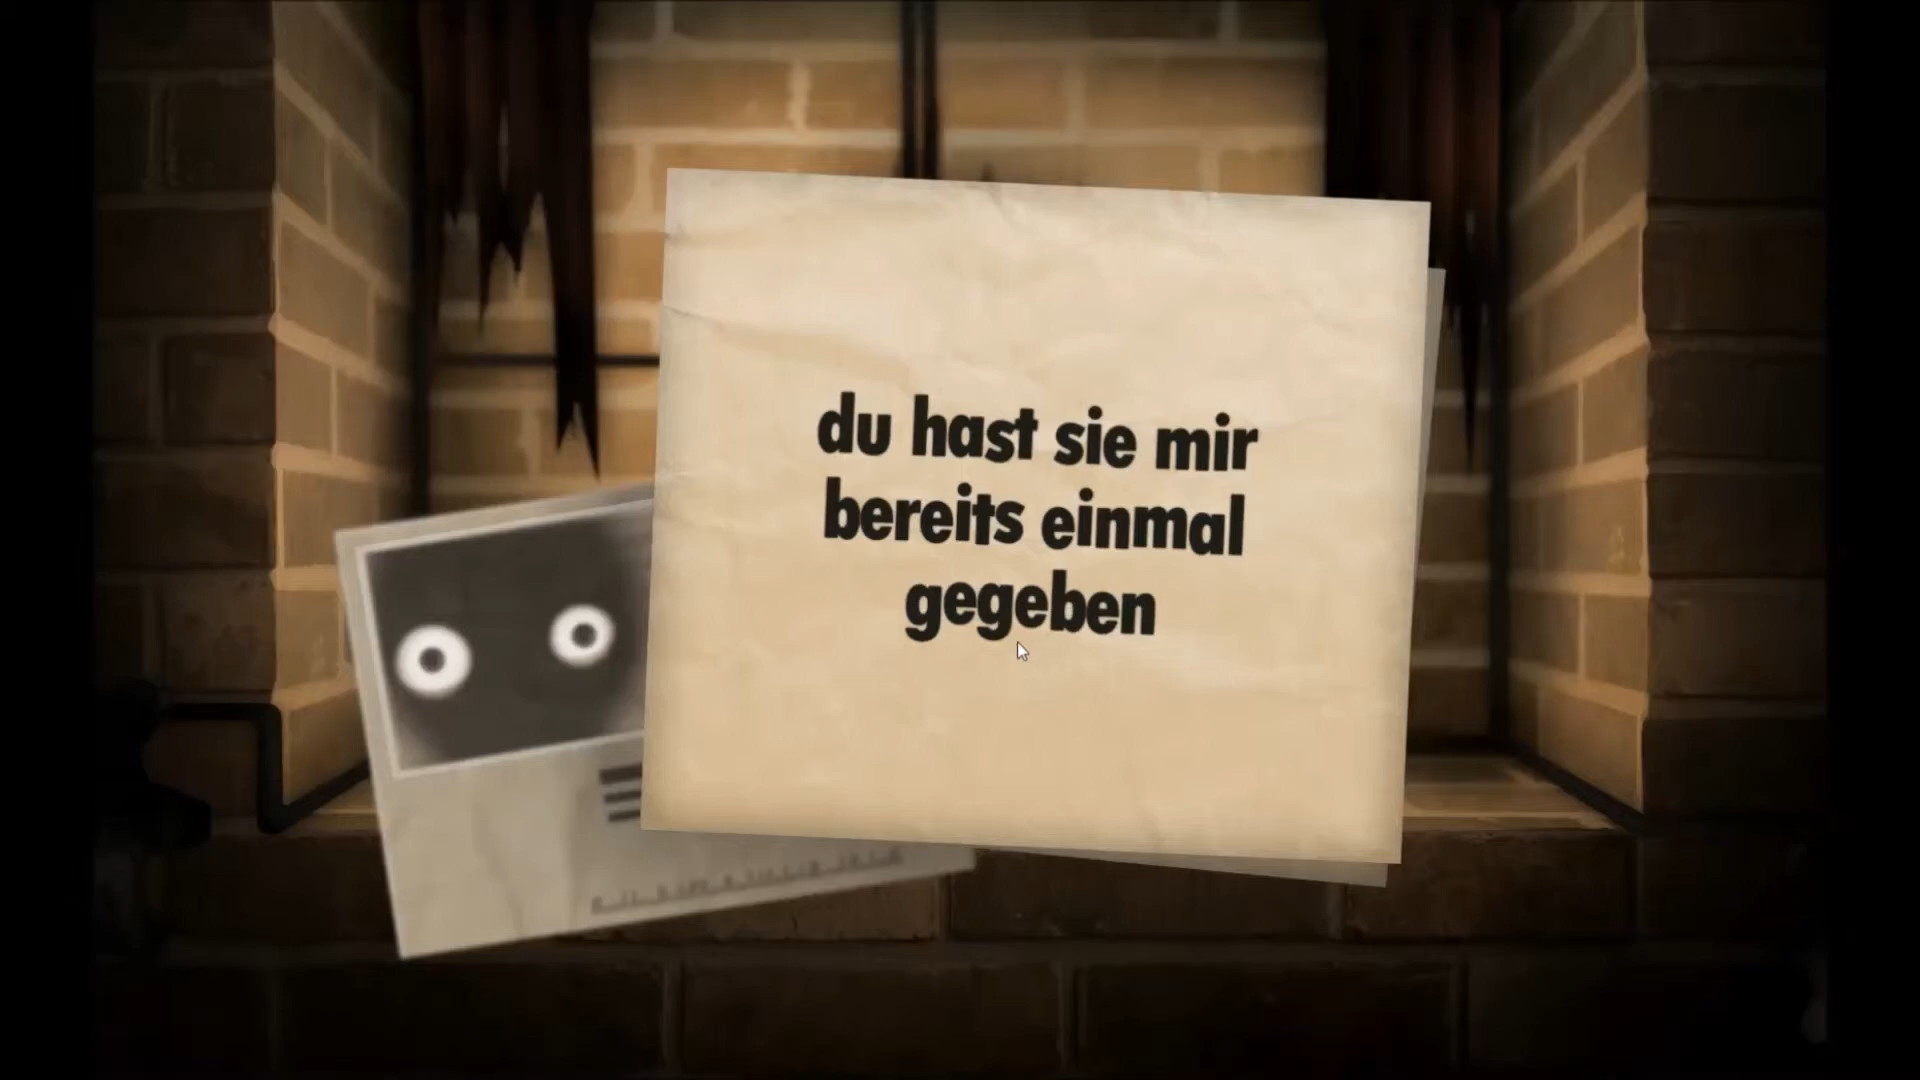 du hast sie mir
bereits einmal
gegeben